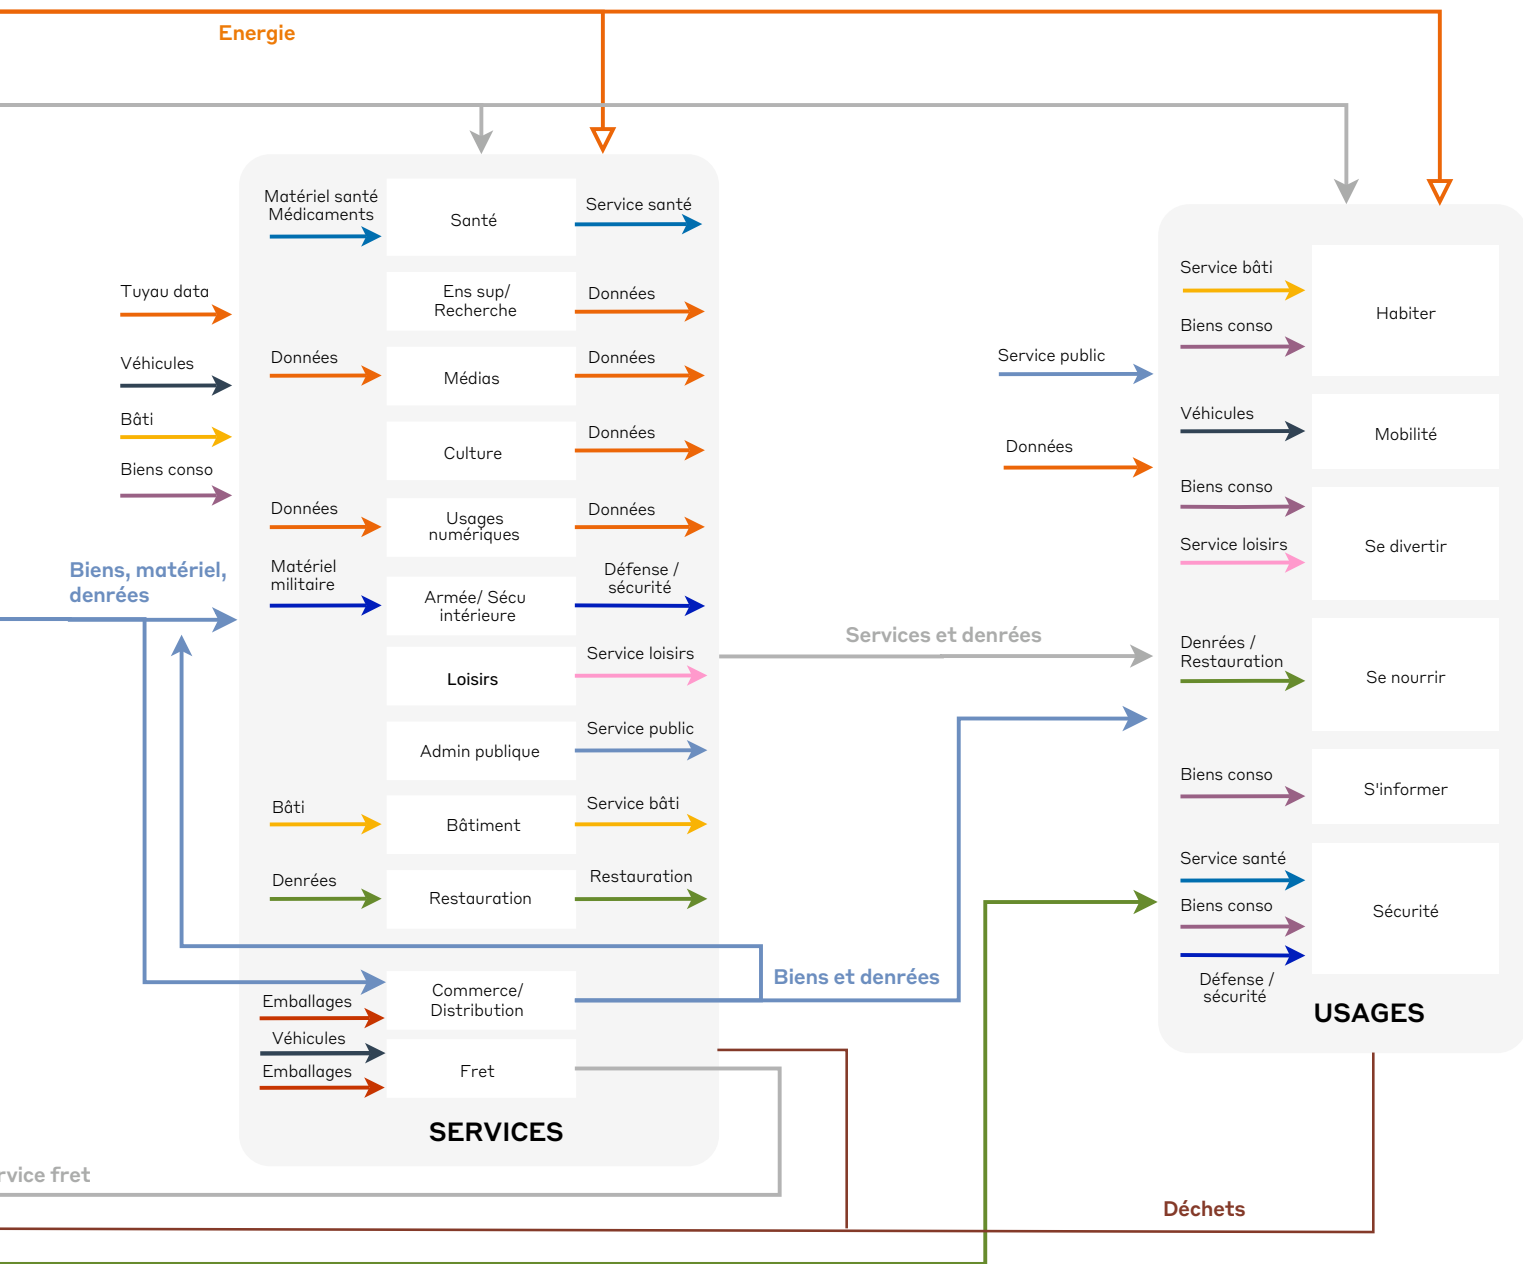 Energie
Matériel santé
Médicaments
Santé
Service santé
Tuyau data
Ens sup/
Recherche
Données
Véhicules
Données
Médias
Données
Bâti
Culture
Données
Biens conso
Données
Usages
numériques
Données
Biens, matériel,
denrées
Matériel
militaire
Armée/ Sécu
intérieure
Défense /
sécurité
Loisirs
Service loisirs
Admin publique
Service public
Bâti
Bâtiment
Service bâti
Denrées
Restauration
Restauration
Emballages
Commerce/
Distribution
Biens et denrées
Véhicules
Emballages
Fret
SERVICES
rvice fret
Services et denrées
Service public
Données
Service bâti
Biens conso
Habiter
Véhicules
Mobilité
Biens conso
Service loisirs
Se divertir
Denrées /
Restauration
Se nourrir
Biens conso
S'informer
Service santé
Biens conso
Sécurité
Défense /
sécurité
USAGES
Déchets